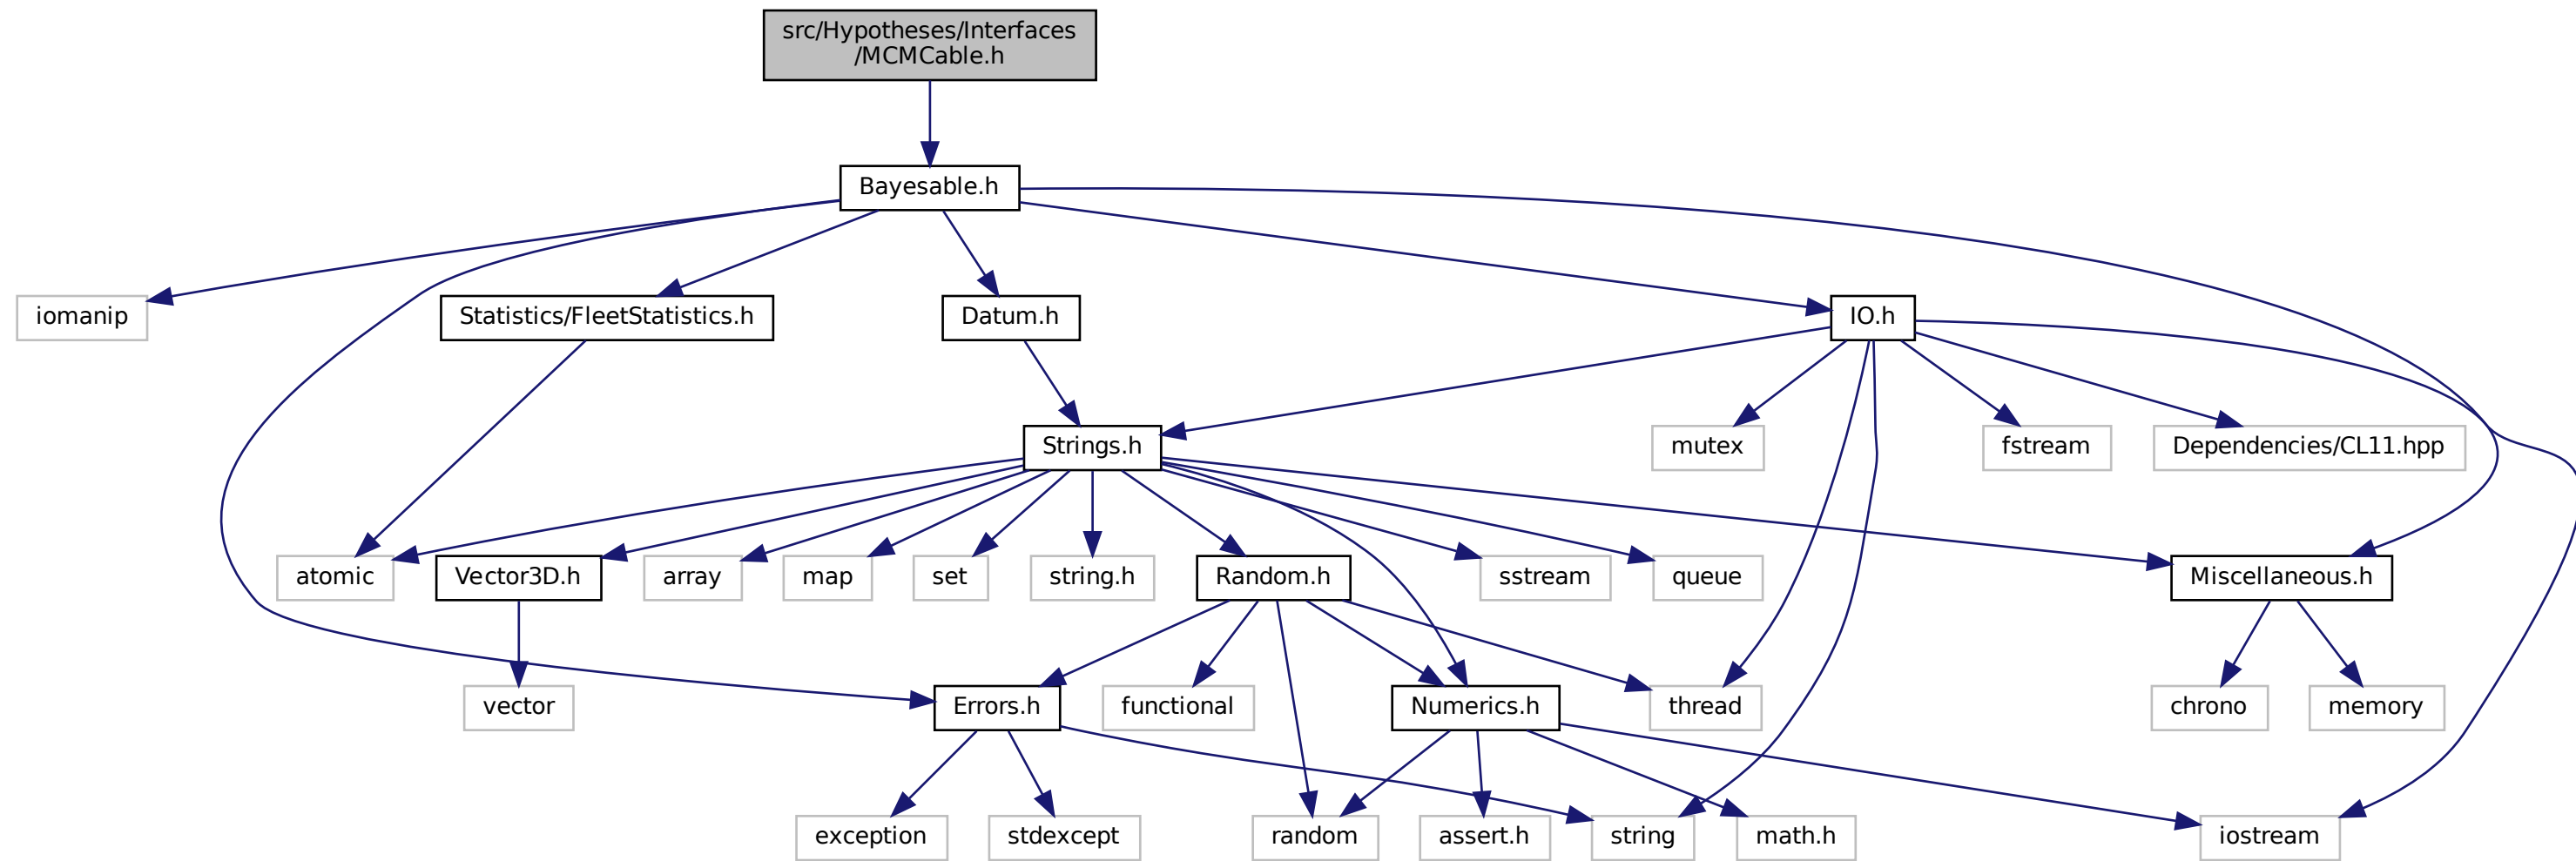 src/Hypotheses/Interfaces
/MCMCable.h
Bayesable.h
iomanip
Statistics/FleetStatistics.h
Datum.h
IO.h
Strings.h
mutex
fstream
Dependencies/CL11.hpp
atomic
Vector3D.h
array
map
set
string.h
Random.h
sstream
queue
Miscellaneous.h
vector
Errors.h
functional
Numerics.h
thread
chrono
memory
exception
stdexcept
random
assert.h
string
math.h
iostream